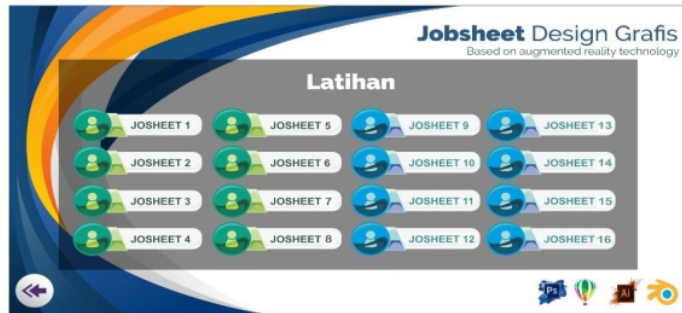 Jobsheet Design Grafis
Based on augmented reality technology
Latihan
JOSHEET 1
JOSHEET 2
JOSHEET 3
JOSHEET 4
JOSHEET 5
JOSHEET 6
JOSHEET 7
JOSHEET 8
JOSHEET 9
JOSHEET 10
JOSHEET 11
JOSHEET 12
JOSHEET 13
JOSHEET 14
JOSHEET 15
JOSHEET 16
Ps
Ai